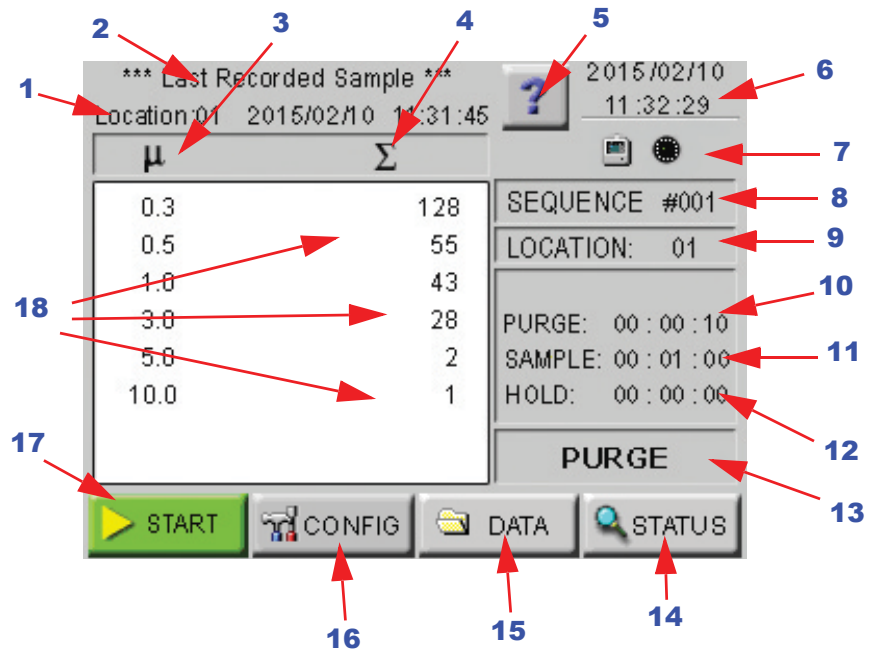 2 3 4 5
*** Last Recorded Sample ***
2015/02/10
6
1
Location:01 2015/02/10 11:31:45
?
11:32:29
μ Σ
7
0.3 128
SEQUENCE #001
8
0.5 55
LOCATION: 01
9
1.0 43
10
18
3.0 28
PURGE: 00 : 00 : 10
5.0 2
SAMPLE: 00 : 01 : 00
11
10.0 1
HOLD: 00 : 00 : 00
12
17
PURGE
13
START CONFIG DATA STATUS
16 15 14